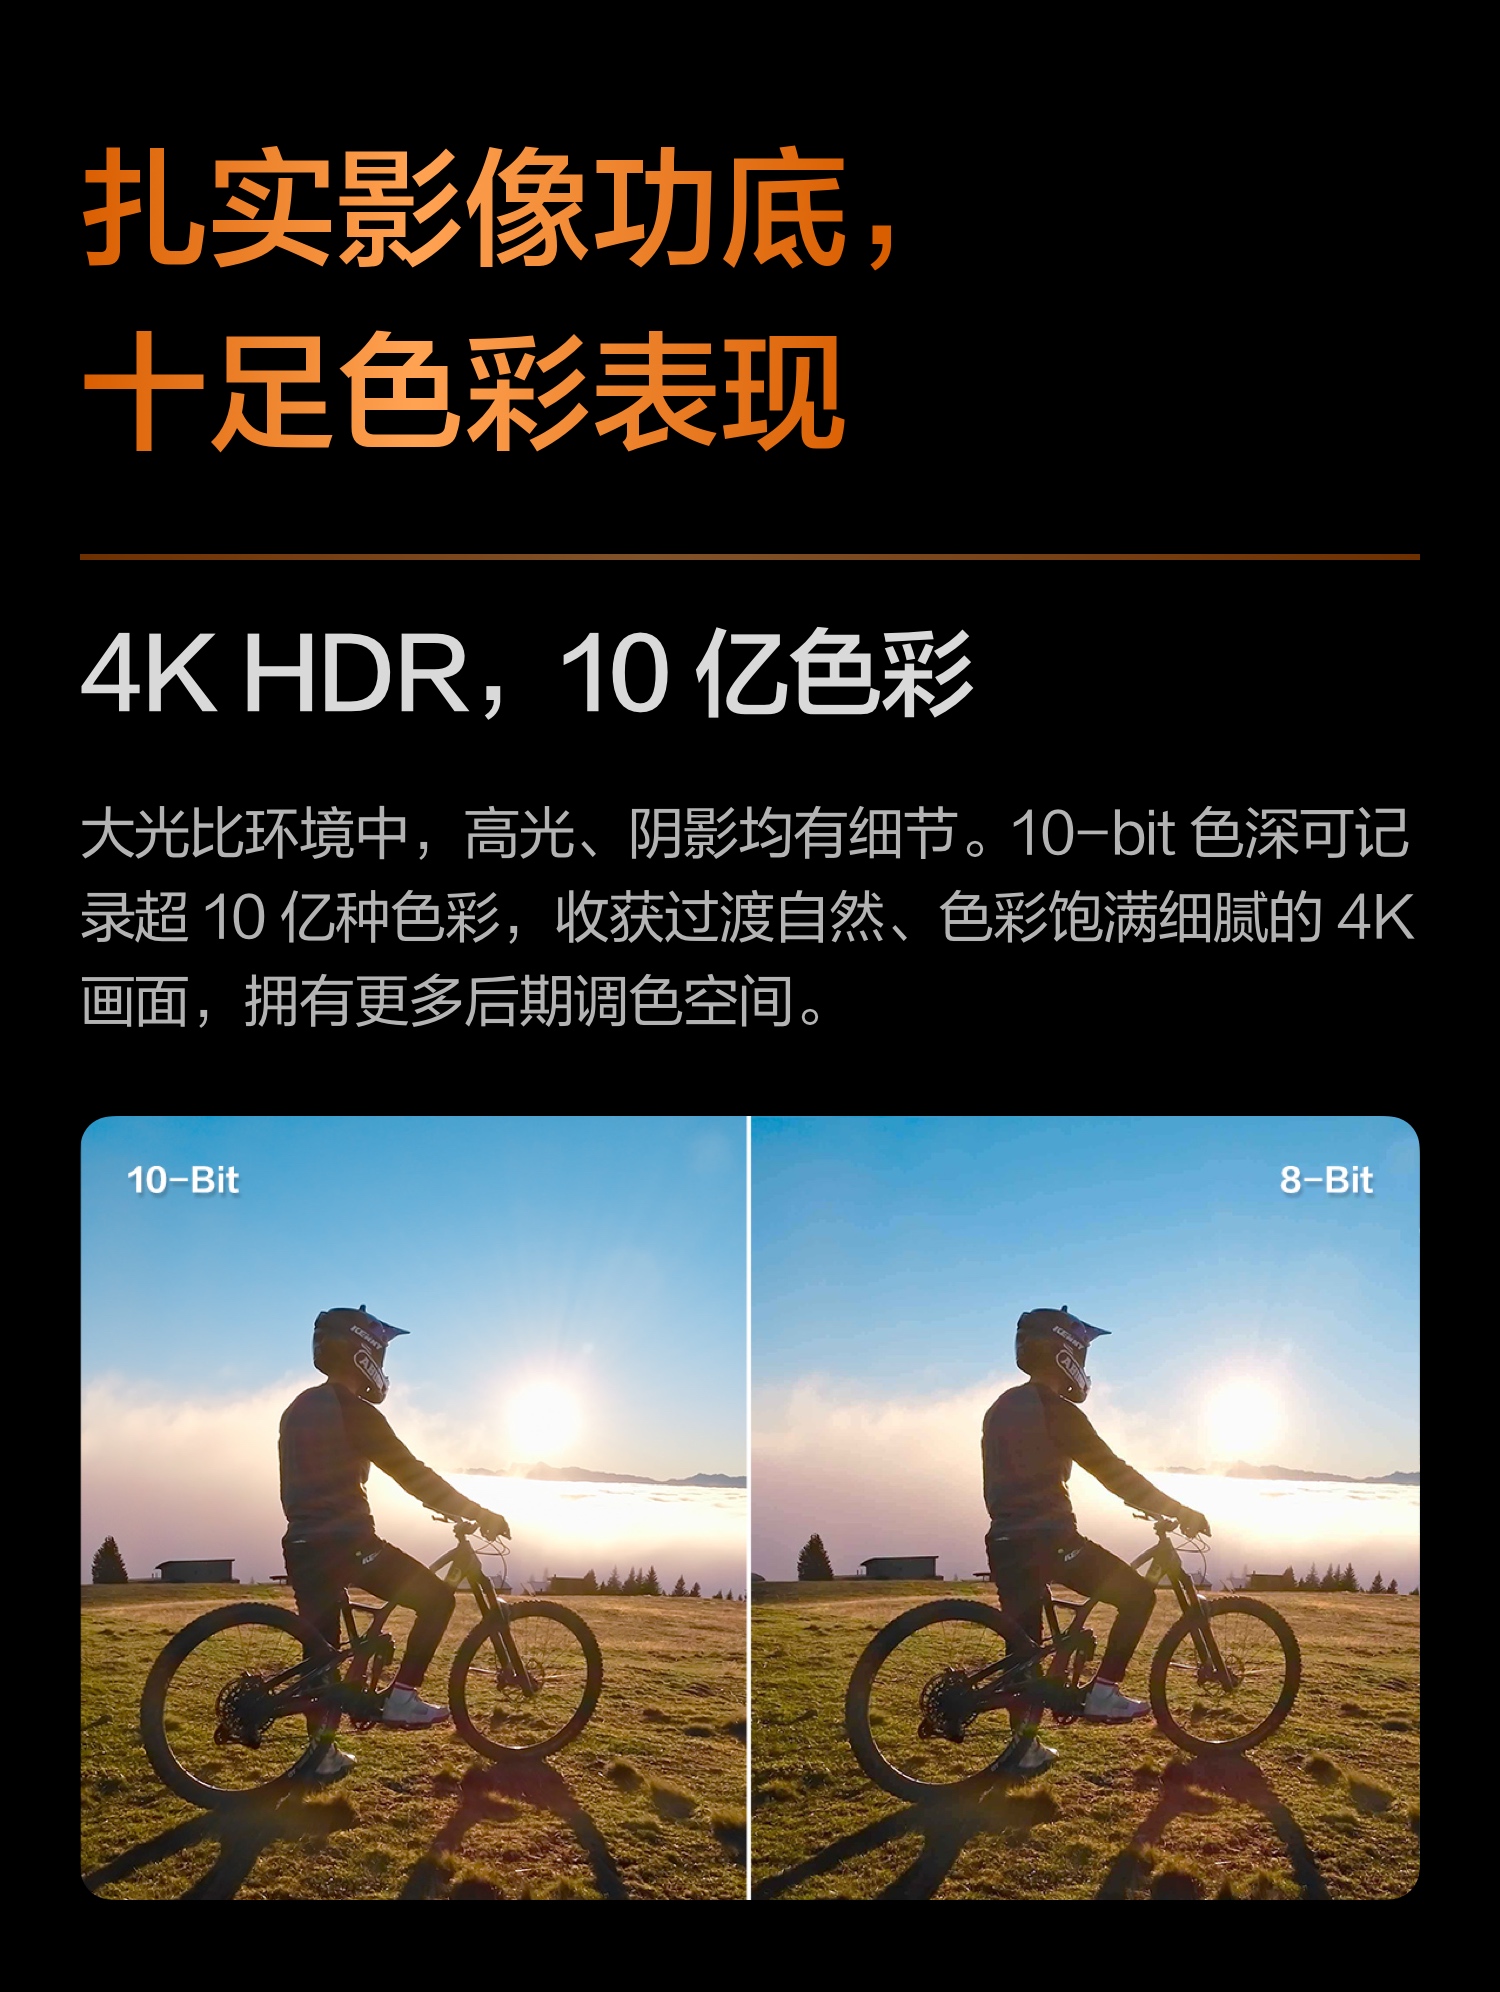 扎实影像功底，
十足色彩表现
4K HDR，10 亿色彩
大光比环境中，高光、阴影均有细节。10-bit 色深可记
录超 10 亿种色彩，收获过渡自然、色彩饱满细腻的 4K
画面，拥有更多后期调色空间。
10-Bit
8-Bit
KENNY
KENNY